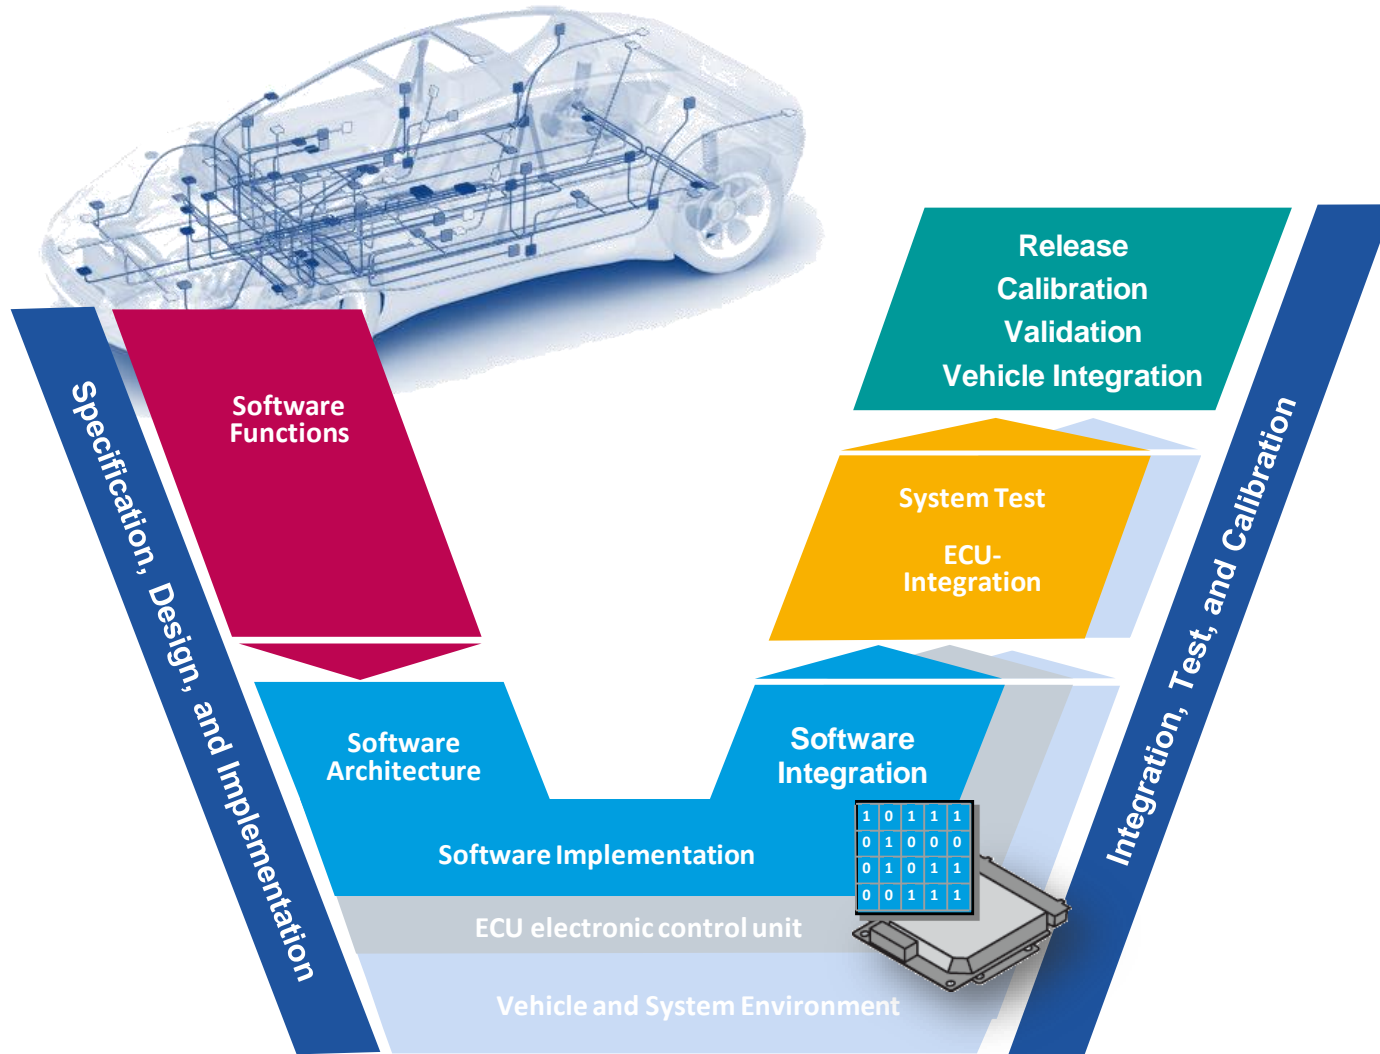 Specification, Design, and Implementation
Software
Functions
Software
Architecture
Software Implementation
ECU electronic control unit
Vehicle and System Environment
Software
Integration
1 0 1 1 1
0 1 0 0 0
0 1 0 1 1
0 0 1 1 1
System Test
ECU-
Integration
Release
Calibration
Validation
Vehicle Integration
Integration, Test, and Calibration